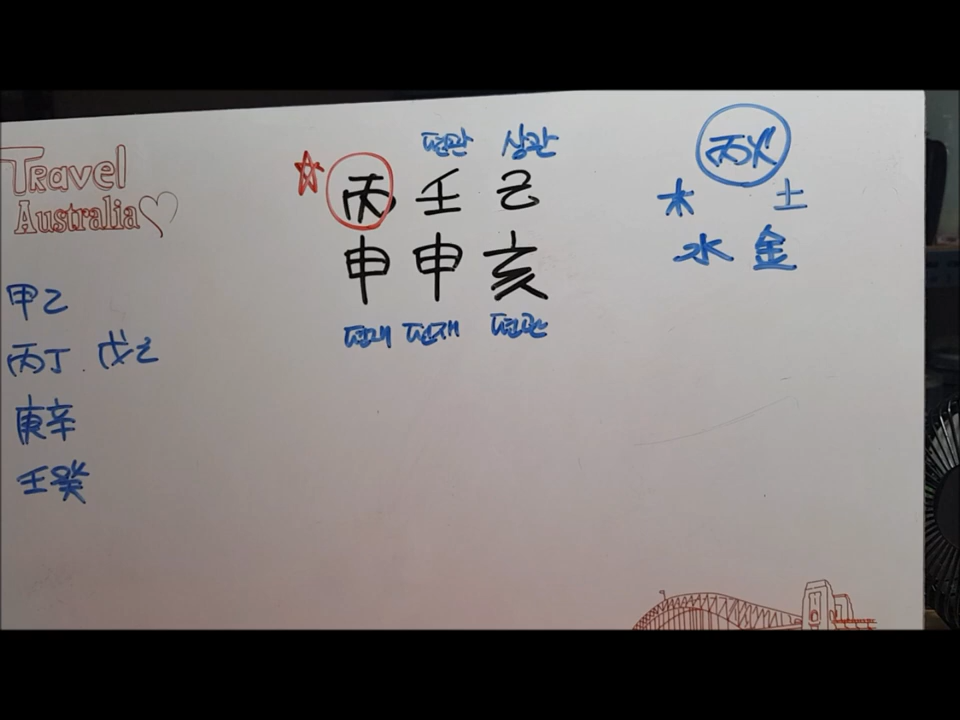 Travel
Australia
甲乙
丙丁 . 戊己
庚辛
壬癸
편관 상관
丙 壬 己
申 申 亥
편재 편재 편관
丙火
木 土
水 金